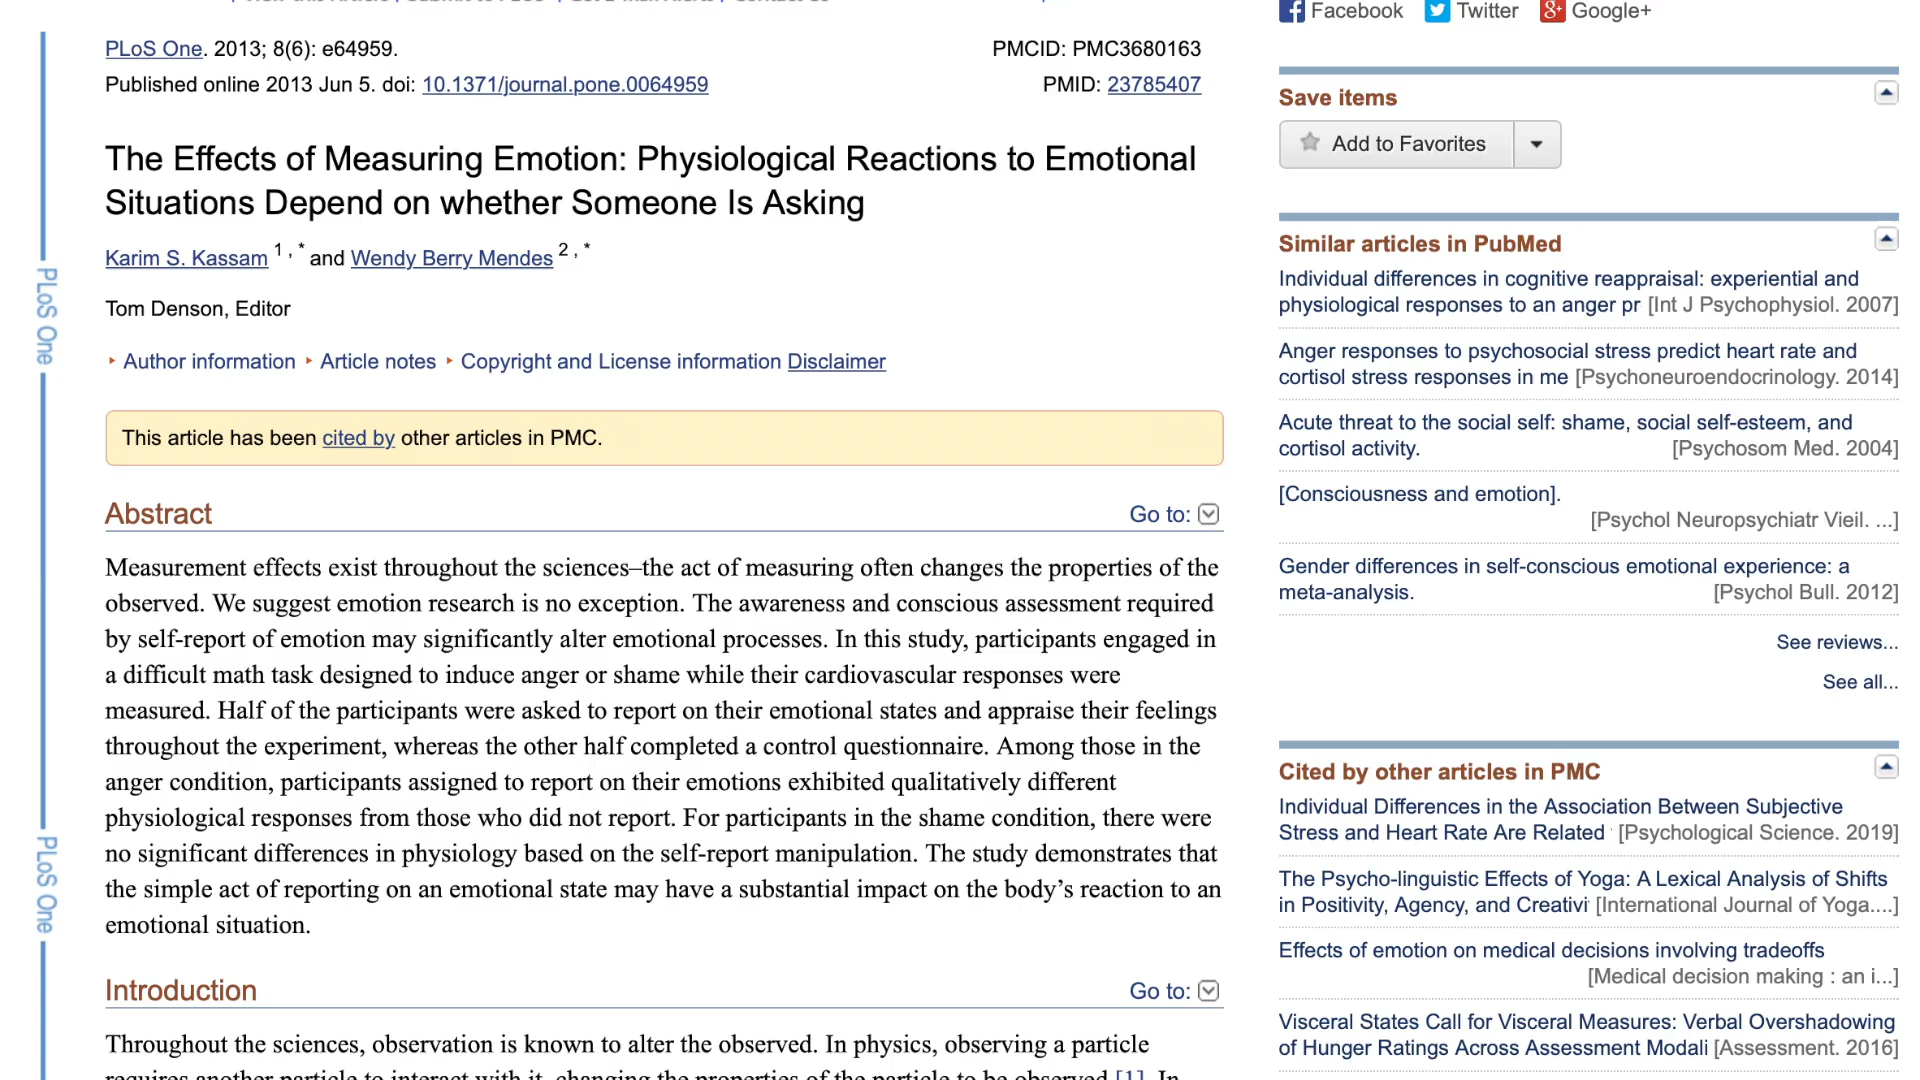 PLoS One. 2013; 8(6): e64959.
PMCID: PMC3680163
Published online 2013 Jun 5. doi: 10.1371/journal.pone.0064959
PMID: 23785407
The Effects of Measuring Emotion: Physiological Reactions to Emotional
Situations Depend on whether Someone Is Asking
Karim S. Kassam 1 , * and Wendy Berry Mendes 2 , *
Tom Denson, Editor
Author information Article notes Copyright and License information Disclaimer
This article has been cited by other articles in PMC.
Abstract
Go to:
Measurement effects exist throughout the sciences–the act of measuring often changes the properties of the
observed. We suggest emotion research is no exception. The awareness and conscious assessment required
by self-report of emotion may significantly alter emotional processes. In this study, participants engaged in
a difficult math task designed to induce anger or shame while their cardiovascular responses were
measured. Half of the participants were asked to report on their emotional states and appraise their feelings
throughout the experiment, whereas the other half completed a control questionnaire. Among those in the
anger condition, participants assigned to report on their emotions exhibited qualitatively different
physiological responses from those who did not report. For participants in the shame condition, there were
no significant differences in physiology based on the self-report manipulation. The study demonstrates that
the simple act of reporting on an emotional state may have a substantial impact on the body’s reaction to an
emotional situation.
Introduction
Go to:
Throughout the sciences, observation is known to alter the observed. In physics, observing a particle
requires another particle to interact with it, changing the properties of the particle to be observed [1]. In
PLoS One
PLoS One
Facebook Twitter Google+
Save items
Add to Favorites
Similar articles in PubMed
Individual differences in cognitive reappraisal: experiential and
physiological responses to an anger pr [Int J Psychophysiol. 2007]
Anger responses to psychosocial stress predict heart rate and
cortisol stress responses in me [Psychoneuroendocrinology. 2014]
Acute threat to the social self: shame, social self-esteem, and
cortisol activity. [Psychosom Med. 2004]
[Consciousness and emotion].
[Psychol Neuropsychiatr Vieil. ...]
Gender differences in self-conscious emotional experience: a
meta-analysis. [Psychol Bull. 2012]
See reviews...
See all...
Cited by other articles in PMC
Individual Differences in the Association Between Subjective
Stress and Heart Rate Are Related [Psychological Science. 2019]
The Psycho-linguistic Effects of Yoga: A Lexical Analysis of Shifts
in Positivity, Agency, and Creativi [International Journal of Yoga....]
Effects of emotion on medical decisions involving tradeoffs
[Medical decision making : an i...]
Visceral States Call for Visceral Measures: Verbal Overshadowing
of Hunger Ratings Across Assessment Modali [Assessment. 2016]